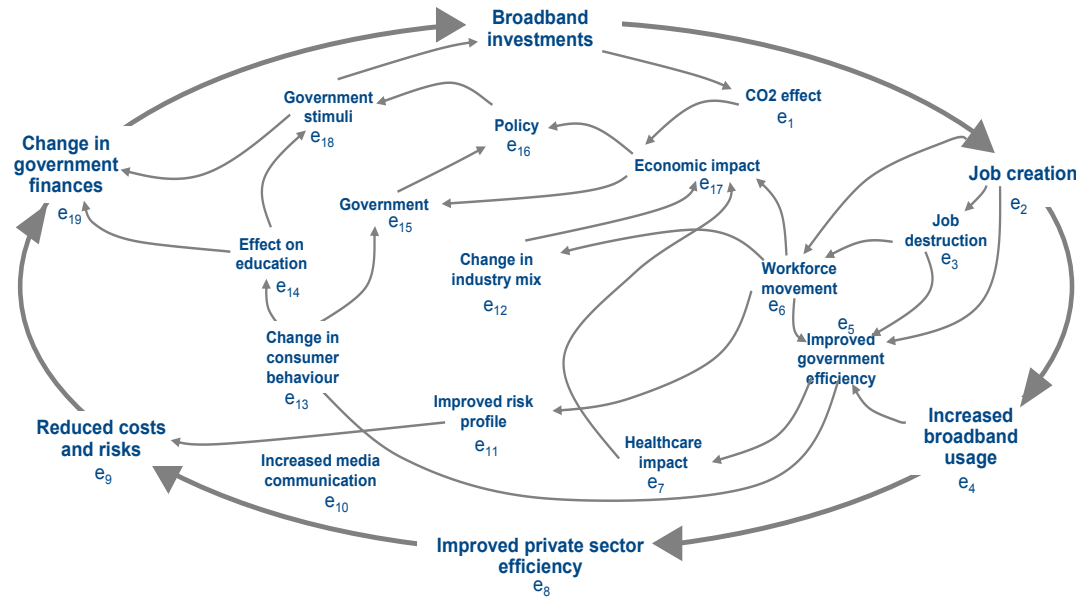 Broadband
investments
CO2 effect
e1
Government
stimuli
e18
Policy
e16
Change in
government
finances
e19
Economic impact
e17
Job creation
e2
Government
e15
Job
destruction
e3
Effect on
education
e14
Change in
industry mix
e12
Workforce
movement
e6
e5
Improved
government
efficiency
Change in
consumer
behaviour
e13
Improved risk
profile
e11
Increased
broadband
usage
e4
Reduced costs
and risks
e9
Healthcare
impact
e7
Increased media
communication
e10
Improved private sector
efficiency
e8